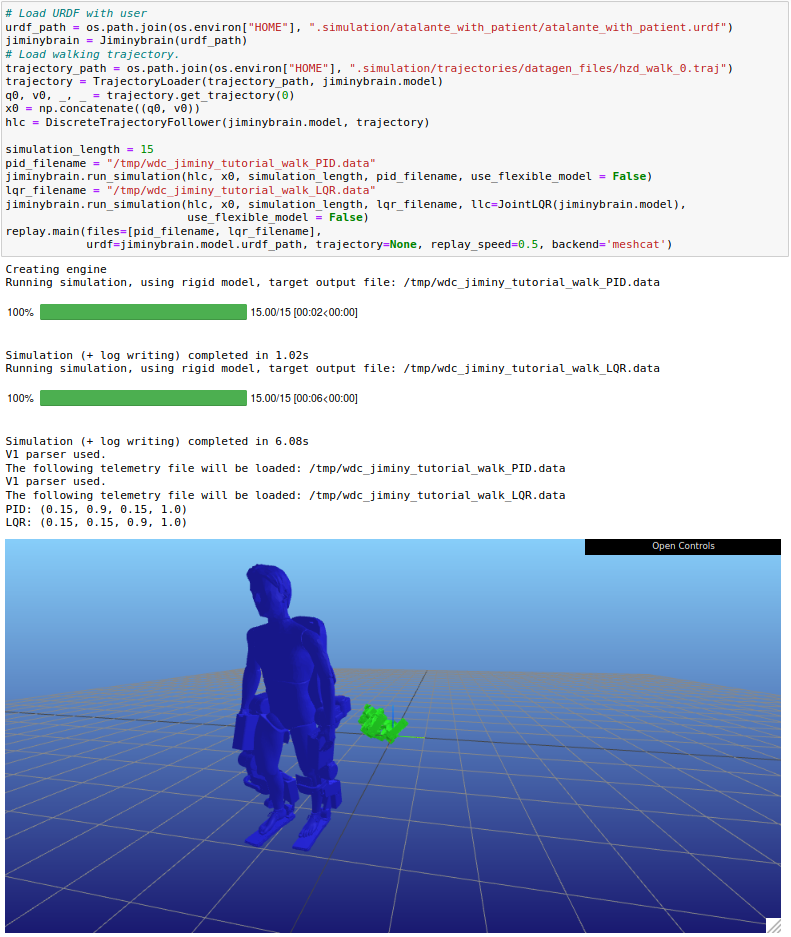 # Load URDF with user
urdf_path = os.path.join(os.environ["HOME"], ".simulation/atalante_with_patient/atalante_with_patient.urdf")
jiminybrain = Jiminybrain(urdf_path)
# Load walking trajectory.
trajectory_path = os.path.join(os.environ["HOME"], ".simulation/trajectories/datagen_files/hzd_walk_0.traj")
trajectory = TrajectoryLoader(trajectory_path, jiminybrain.model)
q0, v0, _, _ = trajectory.get_trajectory(0)
x0 = np.concatenate((q0, v0))
hlc = DiscreteTrajectoryFollower(jiminybrain.model, trajectory)
simulation_length = 15
pid_filename = "/tmp/wdc_jiminy_tutorial_walk_PID.data"
jiminybrain.run_simulation(hlc, x0, simulation_length, pid_filename, use_flexible_model = False)
lqr_filename = "/tmp/wdc_jiminy_tutorial_walk_LQR.data"
jiminybrain.run_simulation(hlc, x0, simulation_length, lqr_filename, llc=JointLQR(jiminybrain.model),
use_flexible_model = False)
replay.main(files=[pid_filename, lqr_filename],
urdf=jiminybrain.model.urdf_path, trajectory=None, replay_speed=0.5, backend='meshcat')
Creating engine
Running simulation, using rigid model, target output file: /tmp/wdc_jiminy_tutorial_walk_PID.data
100% 15.00/15 [00:02<00:00]
Simulation (+ log writing) completed in 1.02s
Running simulation, using rigid model, target output file: /tmp/wdc_jiminy_tutorial_walk_LQR.data
100% 15.00/15 [00:06<00:00]
Simulation (+ log writing) completed in 6.08s
V1 parser used.
The following telemetry file will be loaded: /tmp/wdc_jiminy_tutorial_walk_PID.data
V1 parser used.
The following telemetry file will be loaded: /tmp/wdc_jiminy_tutorial_walk_LQR.data
PID: (0.15, 0.9, 0.15, 1.0)
LQR: (0.15, 0.15, 0.9, 1.0)
Open Controls